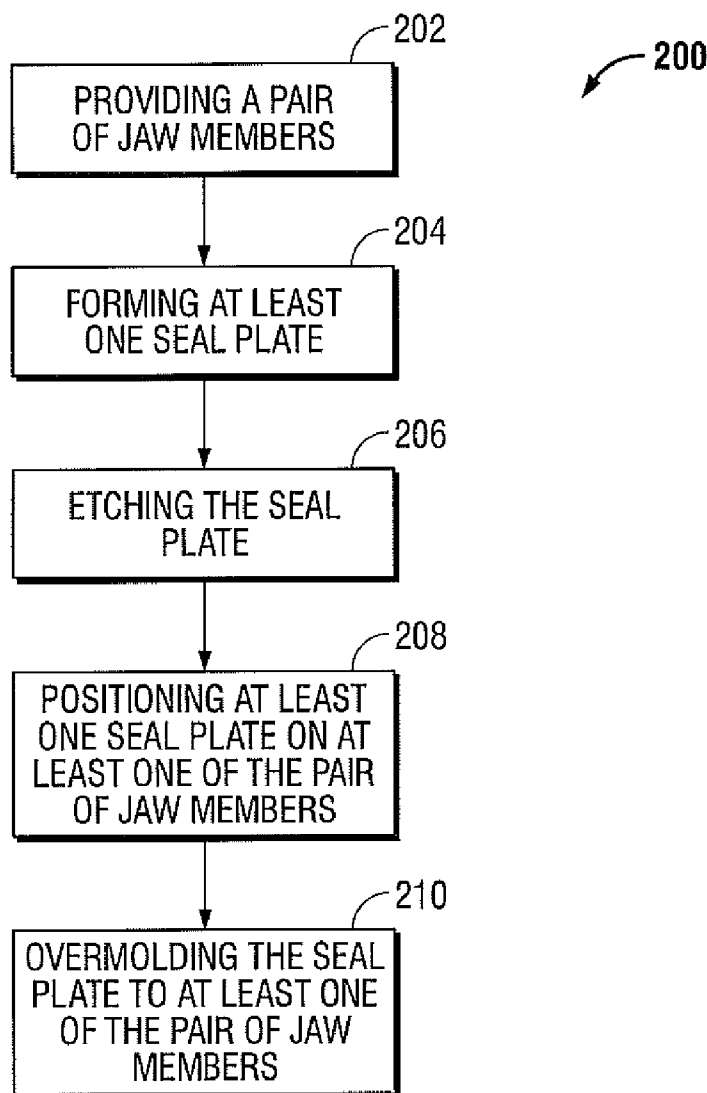 202
200
PROVIDING A PAIR
OF JAW MEMBERS
204
FORMING AT LEAST
ONE SEAL PLATE
206
ETCHING THE SEAL
PLATE
208
POSITIONING AT LEAST
ONE SEAL PLATE ON AT
LEAST ONE OF THE PAIR
OF JAW MEMBERS
210
OVERMOLDING THE SEAL
PLATE TO AT LEAST ONE
OF THE PAIR OF JAW
MEMBERS